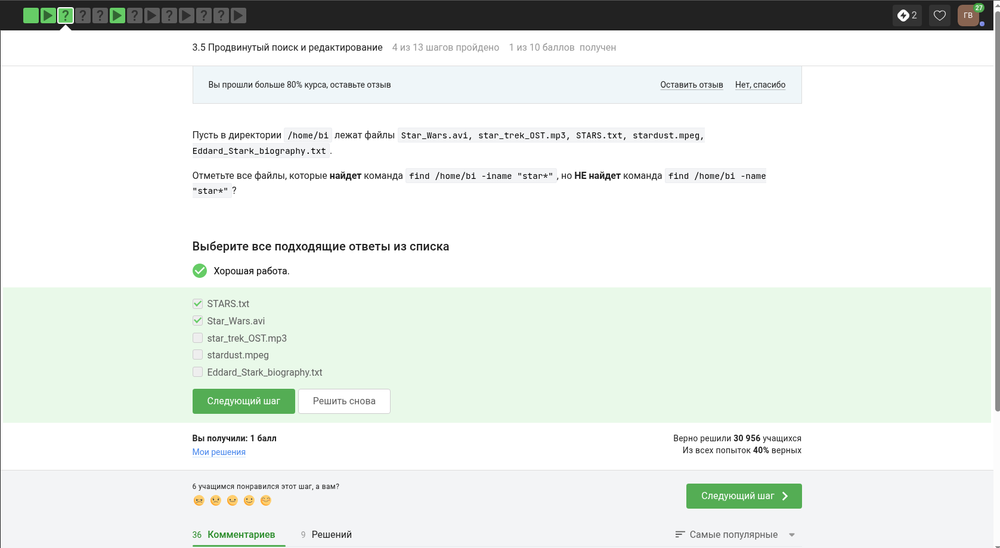 ? ? ? ? ? ? ?
2
ГВ
27
3.5 Продвинутый поиск и редактирование 4 из 13 шагов пройдено 1 из 10 баллов получен
Вы прошли больше 80% курса, оставьте отзыв Оставить отзыв Нет, спасибо
Пусть в директории /home/bi лежат файлы Star_Wars.avi, star_trek_OST.mp3, STARS.txt, stardust.mpeg,
Eddard_Stark_biography.txt.
Отметьте все файлы, которые найдет команда find /home/bi -iname "star*", но НЕ найдет команда find /home/bi -name
"star*"?
Выберите все подходящие ответы из списка
Хорошая работа.
STARS.txt
Star_Wars.avi
star_trek_OST.mp3
stardust.mpeg
Eddard_Stark_biography.txt
Следующий шаг Решить снова
Вы получили: 1 балл
Мои решения
Верно решили 30 956 учащихся
Из всех попыток 40% верных
6 учащимся понравился этот шаг, а вам?
Следующий шаг
36 Комментариев 9 Решений Самые популярные